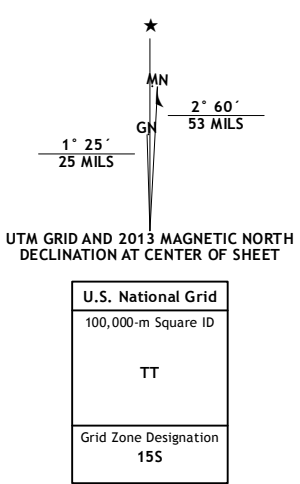 ★
MN
GN
2° 60´
53 MILS
1° 25´
25 MILS
UTM GRID AND 2013 MAGNETIC NORTH
DECLINATION AT CENTER OF SHEET
U.S. National Grid
100,000-m Square ID
TT
Grid Zone Designation
15S